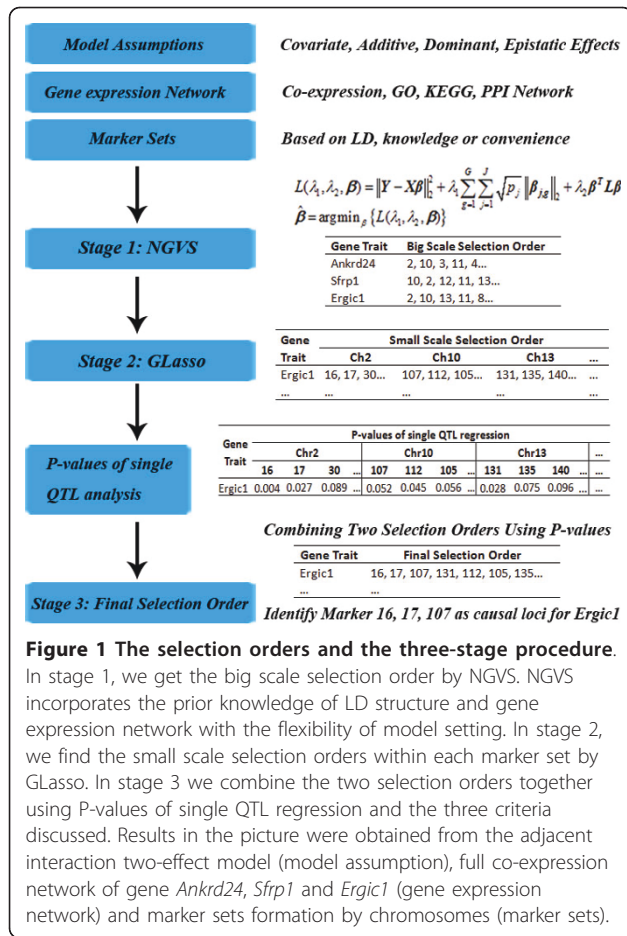 Model Assumptions Covariate, Additive, Dominant, Epistatic Effects
Gene expression Network Co-expression, GO, KEGG, PPI Network
Marker Sets Based on LD, knowledge or convenience
L(λ₁,λ₂,β) = ‖Y − Xβ‖₂² + λ₁ ∑_{g=1}^{G} ∑_{j=1}^{J} √p_j ‖β_{jg}‖₂ + λ₂β^T Lβ
β̂ = argmin_β {L(λ₁,λ₂,β)}
Stage 1: NGVS
Gene Trait Big Scale Selection Order
Ankrd24 2, 10, 3, 11, 4...
Sfrp1 10, 2, 12, 11, 13...
Ergic1 2, 10, 13, 11, 8...
Stage 2: GLasso
Gene Trait Small Scale Selection Order
Ch2 Ch10 Ch13 ...
Ergic1 16, 17, 30... 107, 112, 105... 131, 135, 140... ...
... ... ... ...
P-values of single QTL analysis
P-values of single QTL regression
Gene Trait Chr2 Chr10 Chr13 ...
16 17 30 ... 107 112 105 ... 131 135 140 ... ...
Ergic1 0.004 0.027 0.089 ... 0.052 0.045 0.056 ... 0.028 0.075 0.096 ... ...
Combining Two Selection Orders Using P-values
Gene Trait Final Selection Order
Ergic1 16, 17, 107, 131, 112, 105, 135...
... ...
Stage 3: Final Selection Order
Identify Marker 16, 17, 107 as causal loci for Ergic1
Figure 1 The selection orders and the three-stage procedure.
In stage 1, we get the big scale selection order by NGVS. NGVS
incorporates the prior knowledge of LD structure and gene
expression network with the flexibility of model setting. In stage 2,
we find the small scale selection orders within each marker set by
GLasso. In stage 3 we combine the two selection orders together
using P-values of single QTL regression and the three criteria
discussed. Results in the picture were obtained from the adjacent
interaction two-effect model (model assumption), full co-expression
network of gene Ankrd24, Sfrp1 and Ergic1 (gene expression
network) and marker sets formation by chromosomes (marker sets).